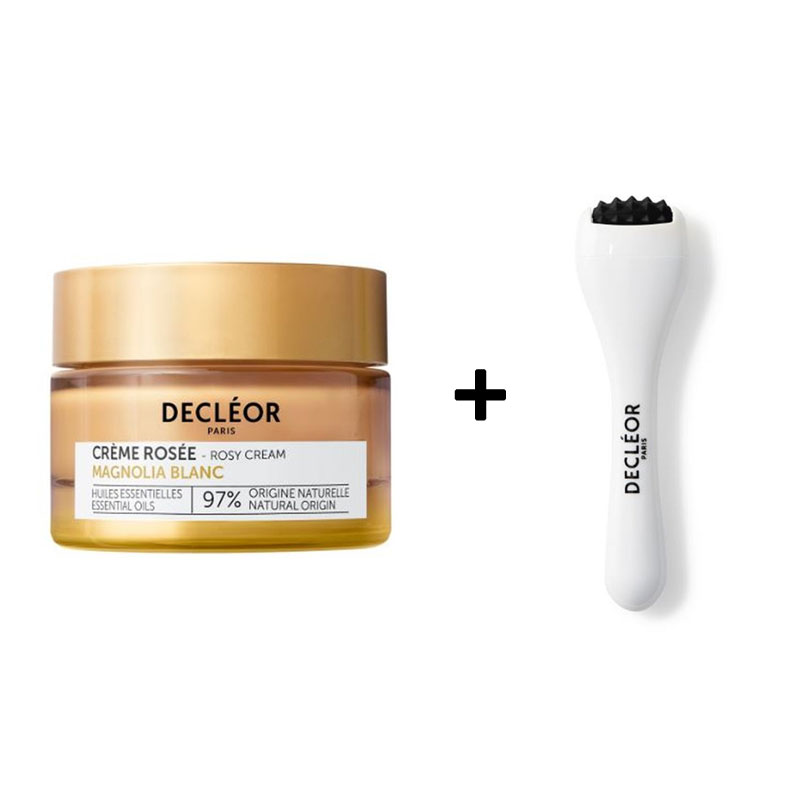 DECLÉOR
PARIS
CRÈME ROSÉE - ROSY CREAM
MAGNOLIA BLANC
HUILES ESSENTIELLES
ESSENTIAL OILS
97%
ORIGINE NATURELLE
NATURAL ORIGIN
+
DECLÉOR
PARIS